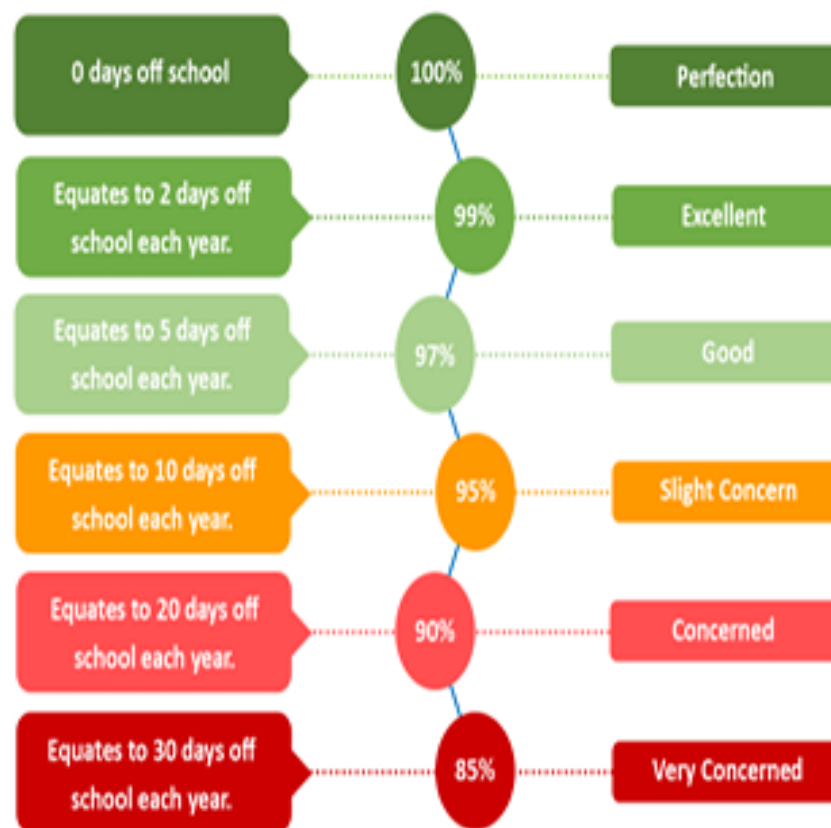 0 days off school
100%
Perfection
Equates to 2 days off
school each year.
99%
Excellent
Equates to 5 days off
school each year.
97%
Good
Equates to 10 days off
school each year.
95%
Slight Concern
Equates to 20 days off
school each year.
90%
Concerned
Equates to 30 days off
school each year.
85%
Very Concerned